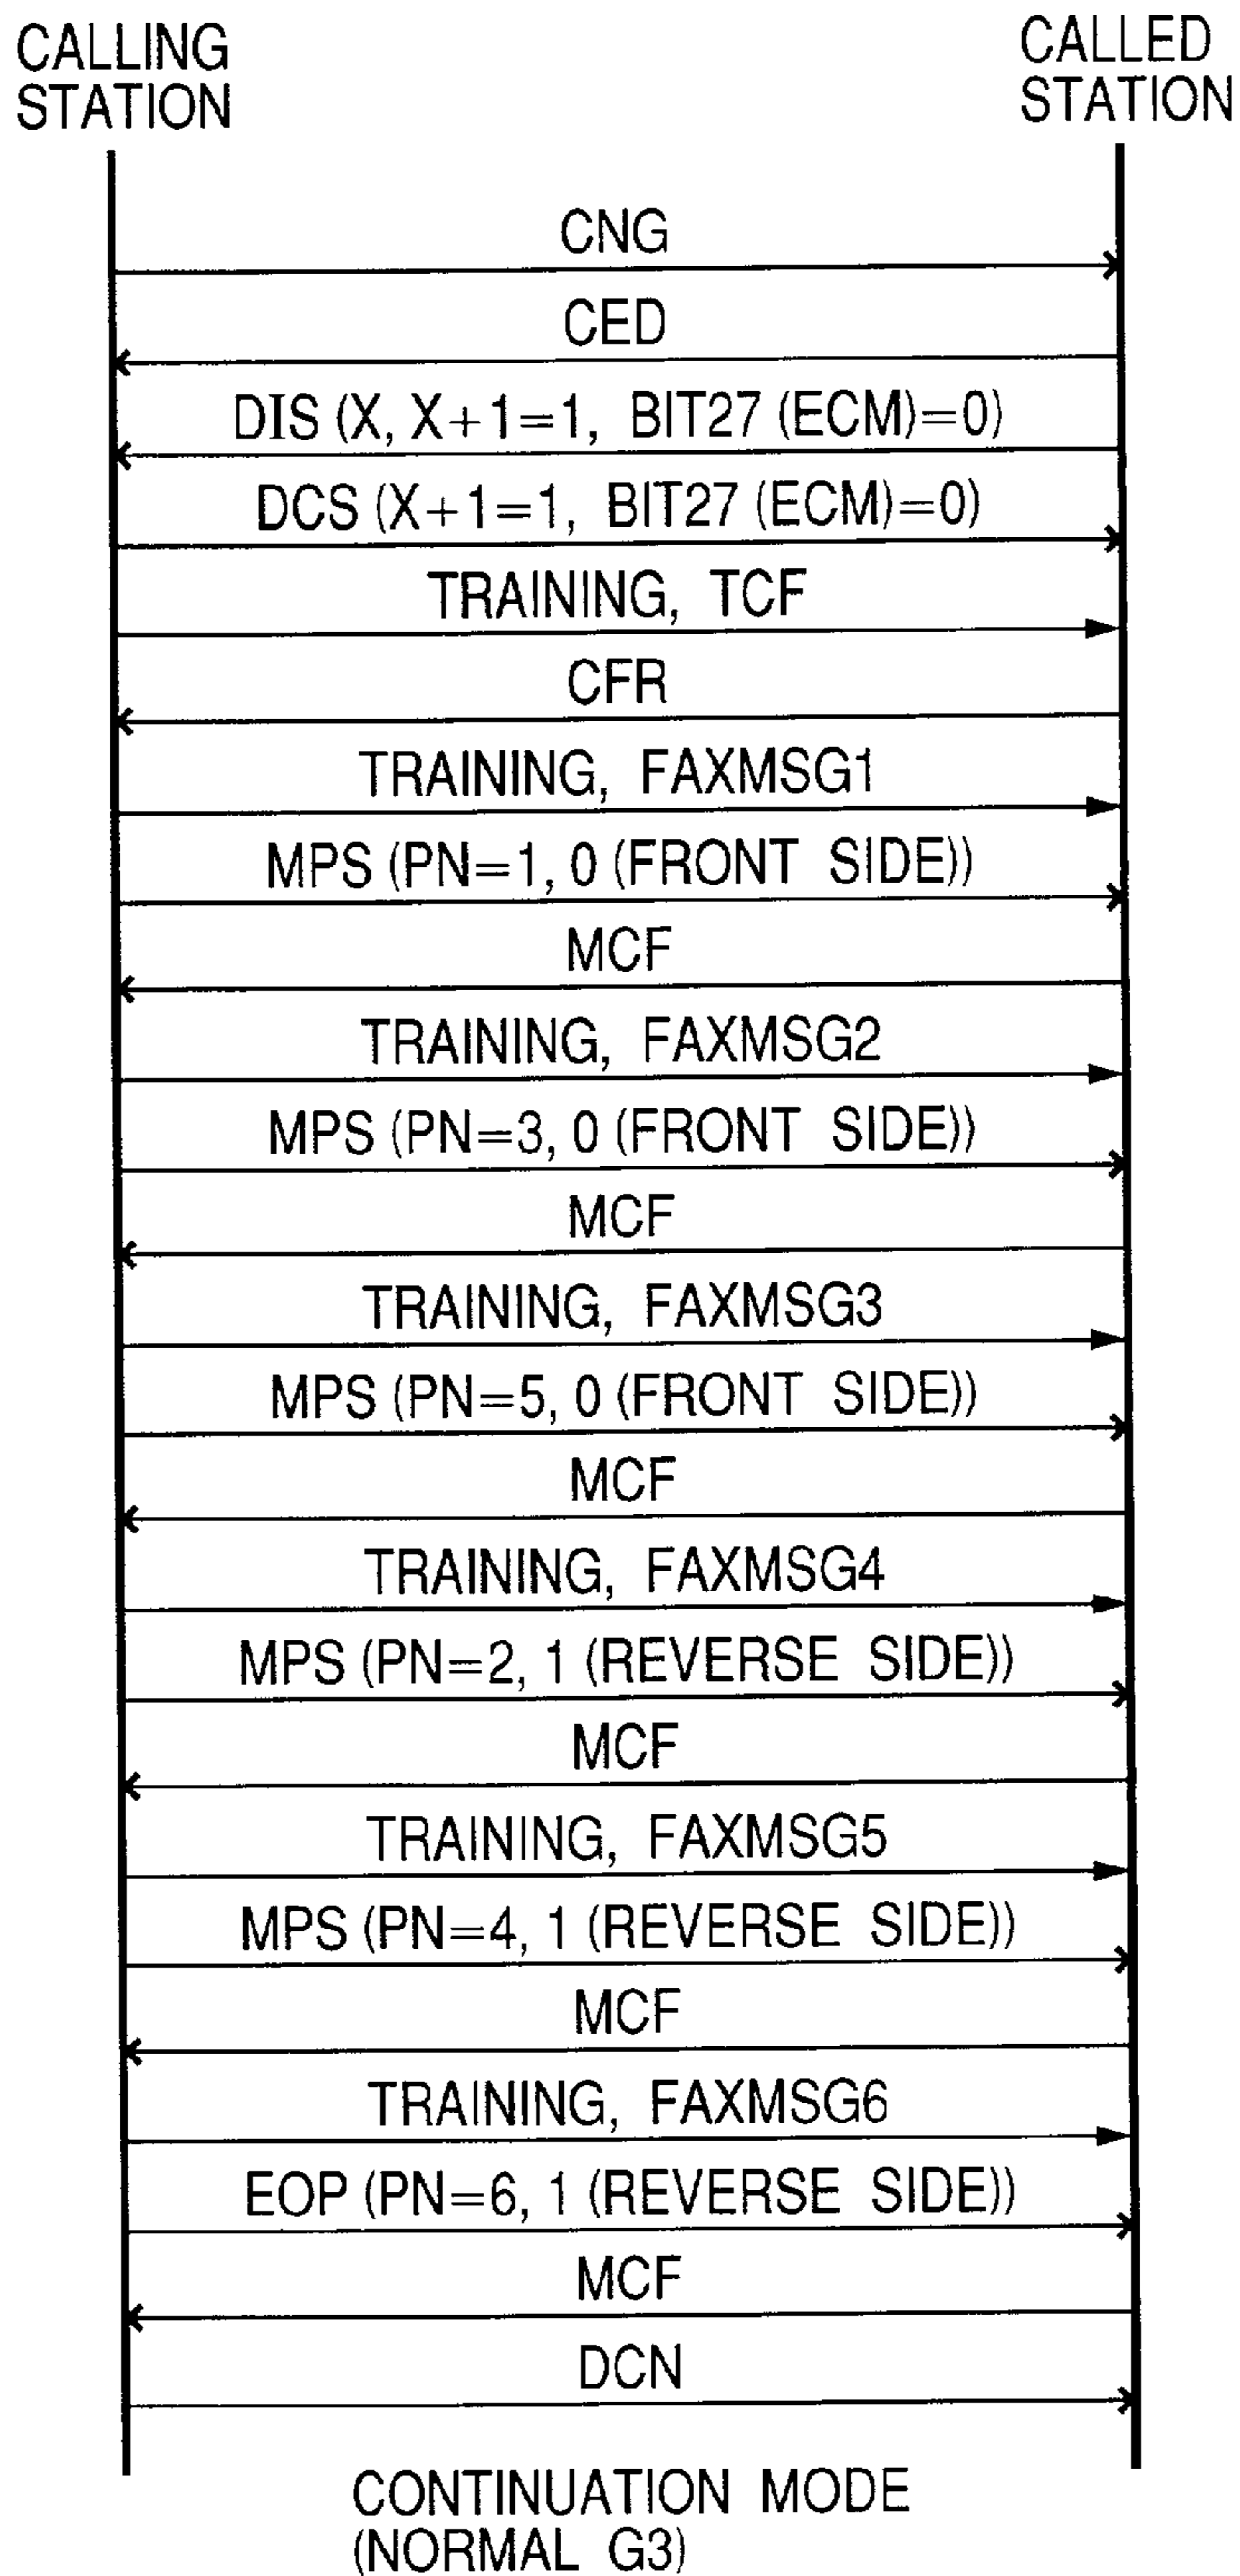 CALLING
STATION
CALLED
STATION
CNG
CED
DIS (X, X+1=1, BIT27 (ECM)=0)
DCS (X+1=1, BIT27 (ECM)=0)
TRAINING, TCF
CFR
TRAINING, FAXMSG1
MPS (PN=1, 0 (FRONT SIDE))
MCF
TRAINING, FAXMSG2
MPS (PN=3, 0 (FRONT SIDE))
MCF
TRAINING, FAXMSG3
MPS (PN=5, 0 (FRONT SIDE))
MCF
TRAINING, FAXMSG4
MPS (PN=2, 1 (REVERSE SIDE))
MCF
TRAINING, FAXMSG5
MPS (PN=4, 1 (REVERSE SIDE))
MCF
TRAINING, FAXMSG6
EOP (PN=6, 1 (REVERSE SIDE))
MCF
DCN
CONTINUATION MODE
(NORMAL G3)